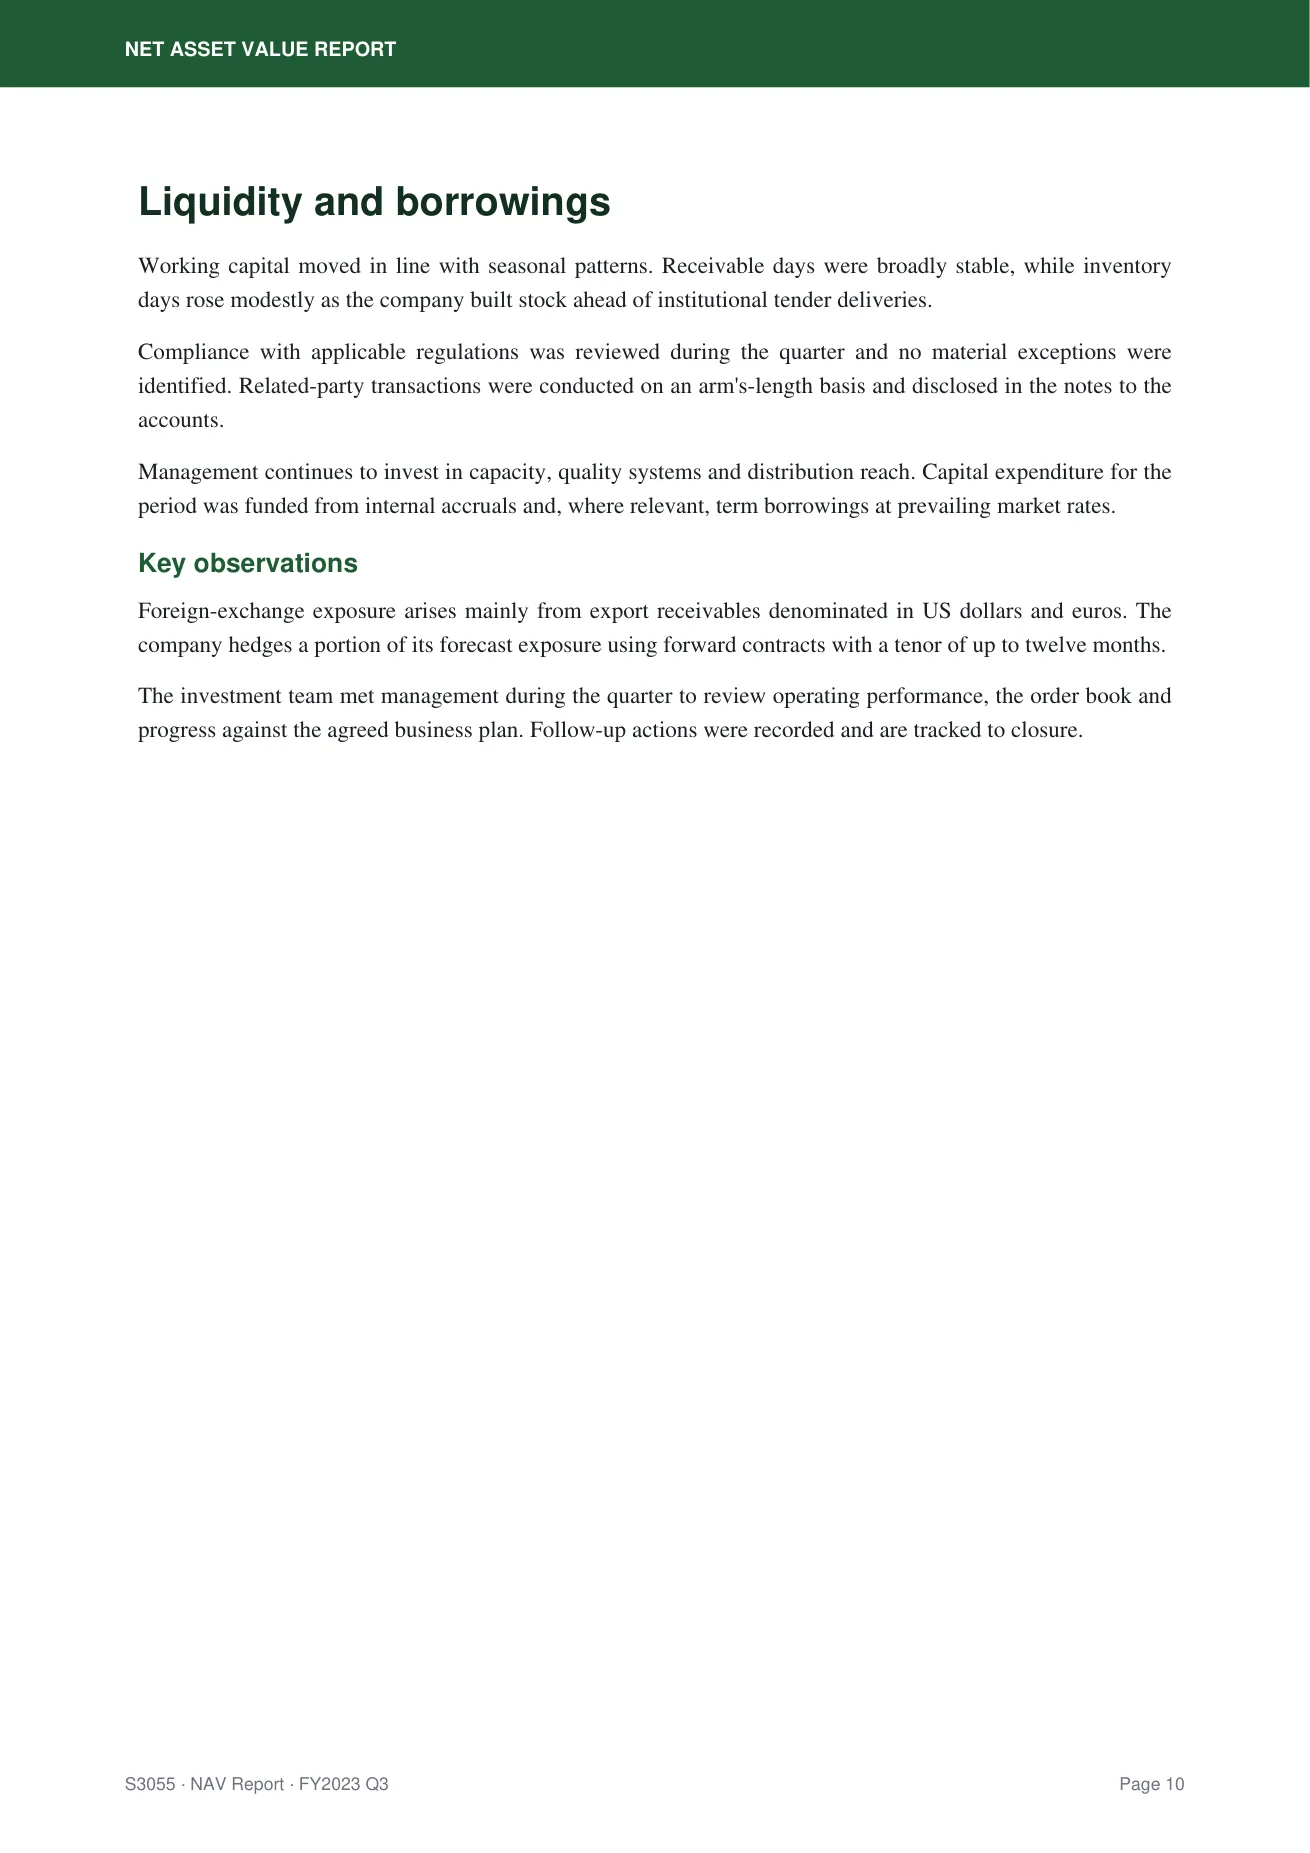 NET ASSET VALUE REPORT
Liquidity and borrowings
Working capital moved in line with seasonal patterns. Receivable days were broadly stable, while inventory
days rose modestly as the company built stock ahead of institutional tender deliveries.
Compliance with applicable regulations was reviewed during the quarter and no material exceptions were
identified. Related-party transactions were conducted on an arm's-length basis and disclosed in the notes to the
accounts.
Management continues to invest in capacity, quality systems and distribution reach. Capital expenditure for the
period was funded from internal accruals and, where relevant, term borrowings at prevailing market rates.
Key observations
Foreign-exchange exposure arises mainly from export receivables denominated in US dollars and euros. The
company hedges a portion of its forecast exposure using forward contracts with a tenor of up to twelve months.
The investment team met management during the quarter to review operating performance, the order book and
progress against the agreed business plan. Follow-up actions were recorded and are tracked to closure.
S3055 · NAV Report · FY2023 Q3
Page 10